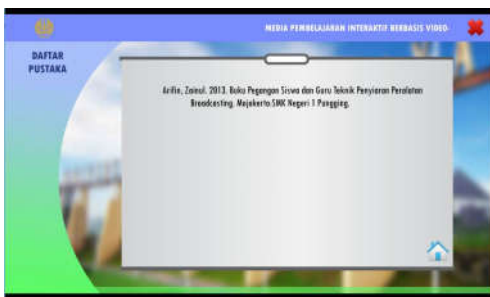 MEDIA PEMBELAJARAN INTERAKTIF BERBASIS VIDEO
DAFTAR
PUSTAKA
Arifin, Zainul. 2013. Buku Pegangan Siswa dan Guru Teknik Penyiaran Peralatan
Broadcasting. Mojokerto.SMK Negeri 1 Pungging.